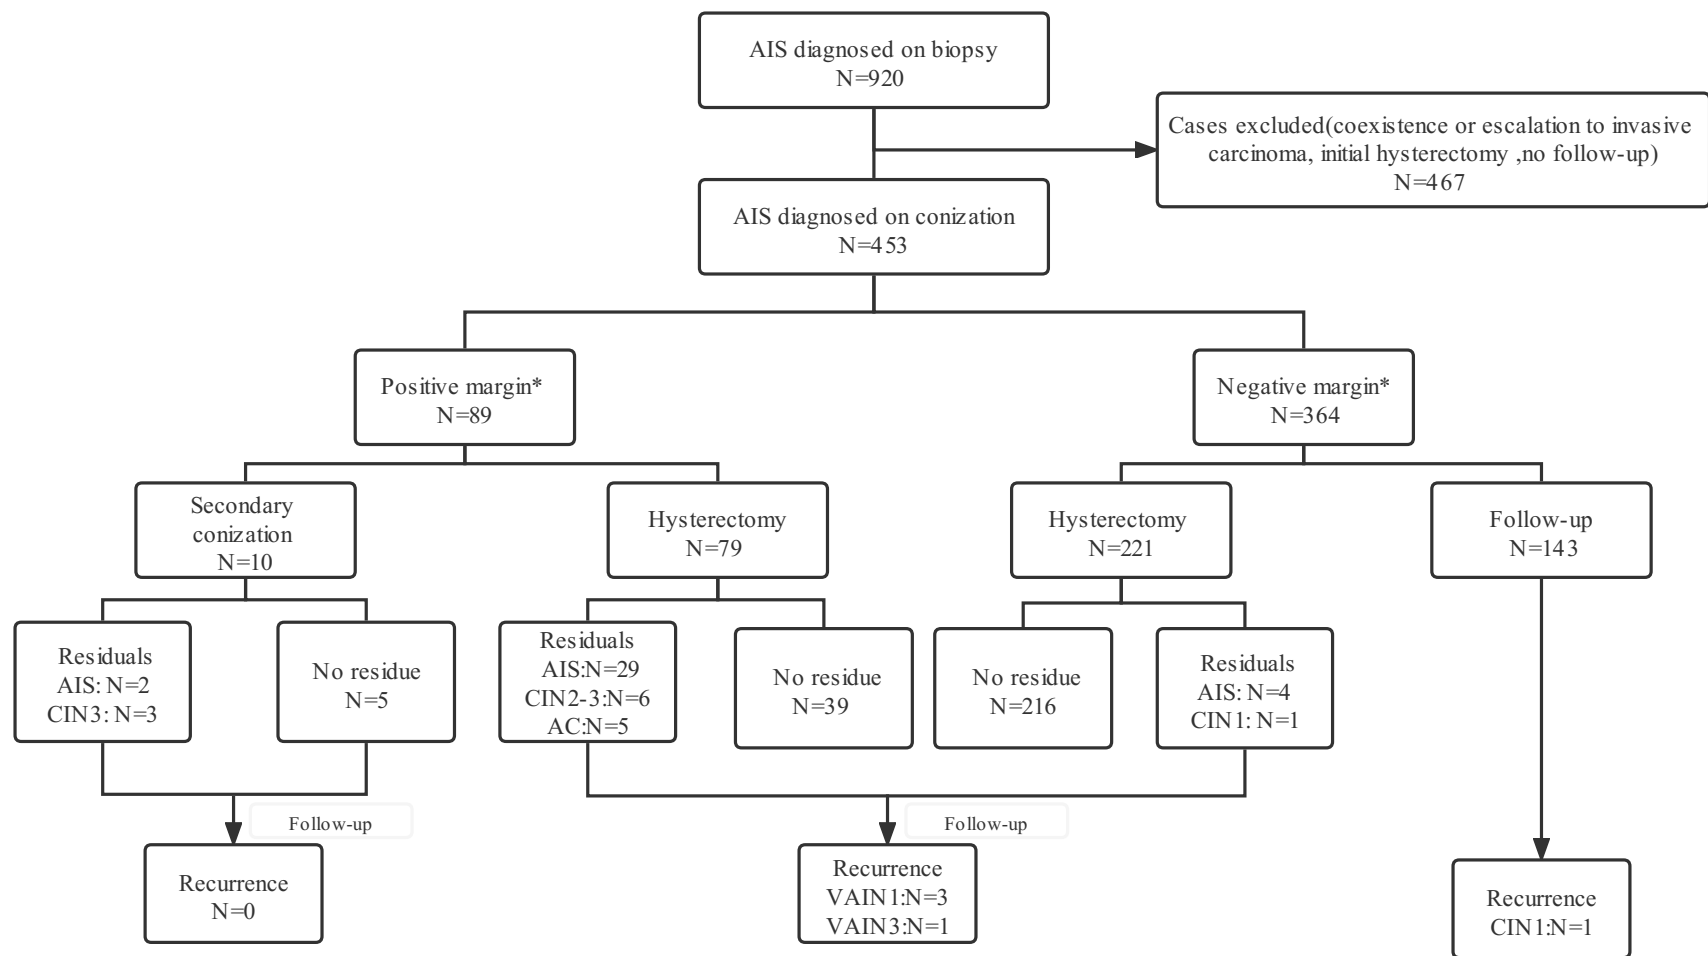 AIS diagnosed on biopsy
N=920
Cases excluded(coexistence or escalation to invasive
carcinoma, initial hysterectomy ,no follow-up)
N=467
AIS diagnosed on conization
N=453
Positive margin*
N=89
Negative margin*
N=364
Secondary
conization
N=10
Hysterectomy
N=79
Hysterectomy
N=221
Follow-up
N=143
Residuals
AIS: N=2
CIN3: N=3
No residue
N=5
Residuals
AIS:N=29
CIN2-3:N=6
AC:N=5
No residue
N=39
No residue
N=216
Residuals
AIS: N=4
CIN1: N=1
Follow-up
Follow-up
Recurrence
N=0
Recurrence
VAIN1:N=3
VAIN3:N=1
Recurrence
CIN1:N=1